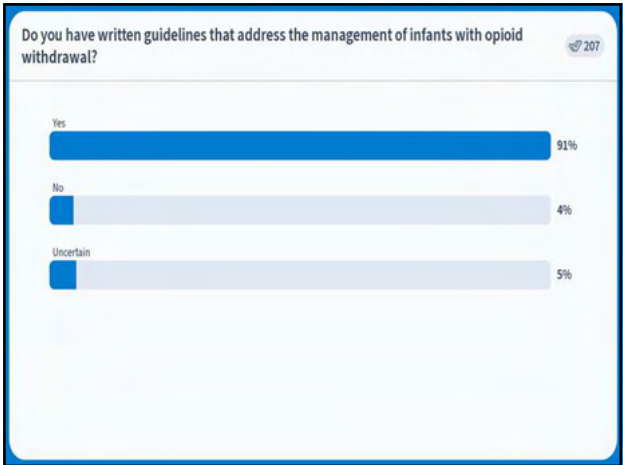 Do you have written guidelines that address the management of infants with opioid
withdrawal?
207
Yes
91%
No
4%
Uncertain
5%